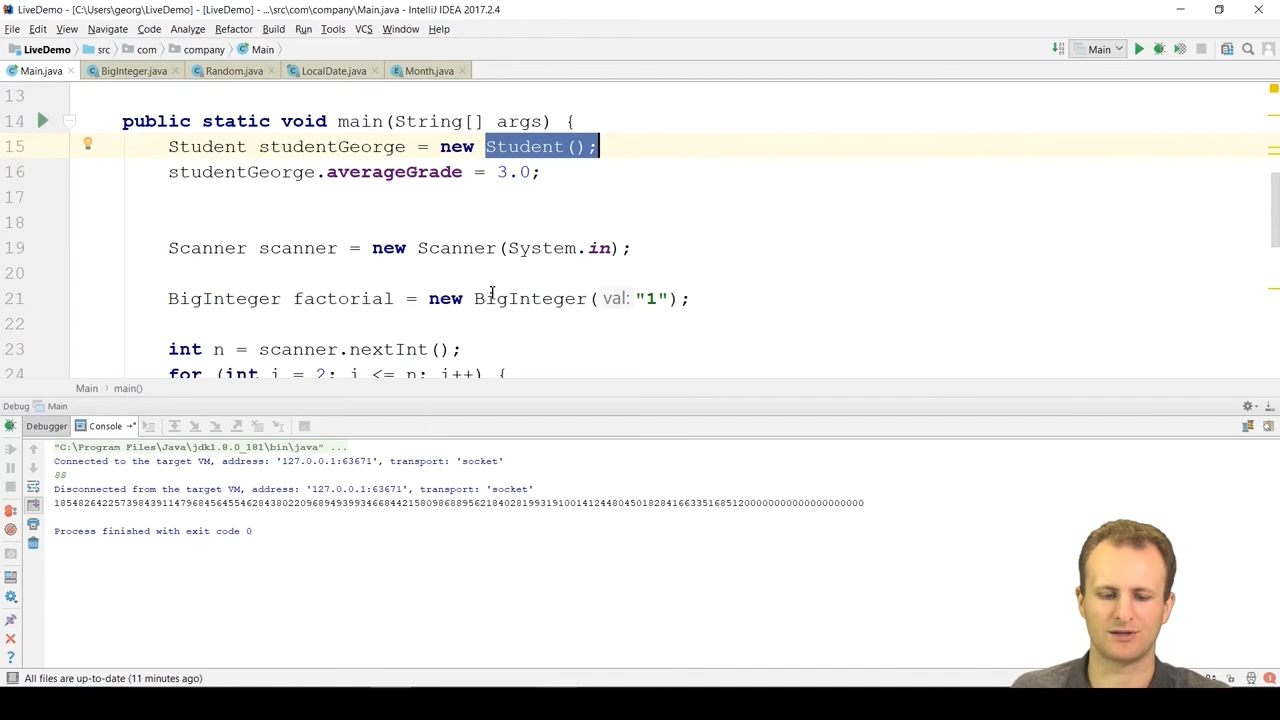 LiveDemo - [C:\Users\georg\LiveDemo] - [LiveDemo] - ...\src\com\company\Main.java - IntelliJ IDEA 2017.2.4
File Edit View Navigate Code Analyze Refactor Build Run Tools VCS Window Help
LiveDemo src com company Main Main
Main.java BigInteger.java Random.java LocalDate.java Month.java
13
14 public static void main(String[] args) {
15 Student studentGeorge = new Student();
16 studentGeorge.averageGrade = 3.0;
17
18
19 Scanner scanner = new Scanner(System.in);
20
21 BigInteger factorial = new BigInteger( val: "1");
22
23 int n = scanner.nextInt();
24 for (int i = 2; i <= n; i++) {
Main main()
Debug Main
Debugger Console
"C:\Program Files\Java\jdk1.8.0_181\bin\java" ...
Connected to the target VM, address: '127.0.0.1:63671', transport: 'socket'
88
Disconnected from the target VM, address: '127.0.0.1:63671', transport: 'socket'
Process finished with exit code 0
All files are up-to-date (11 minutes ago)